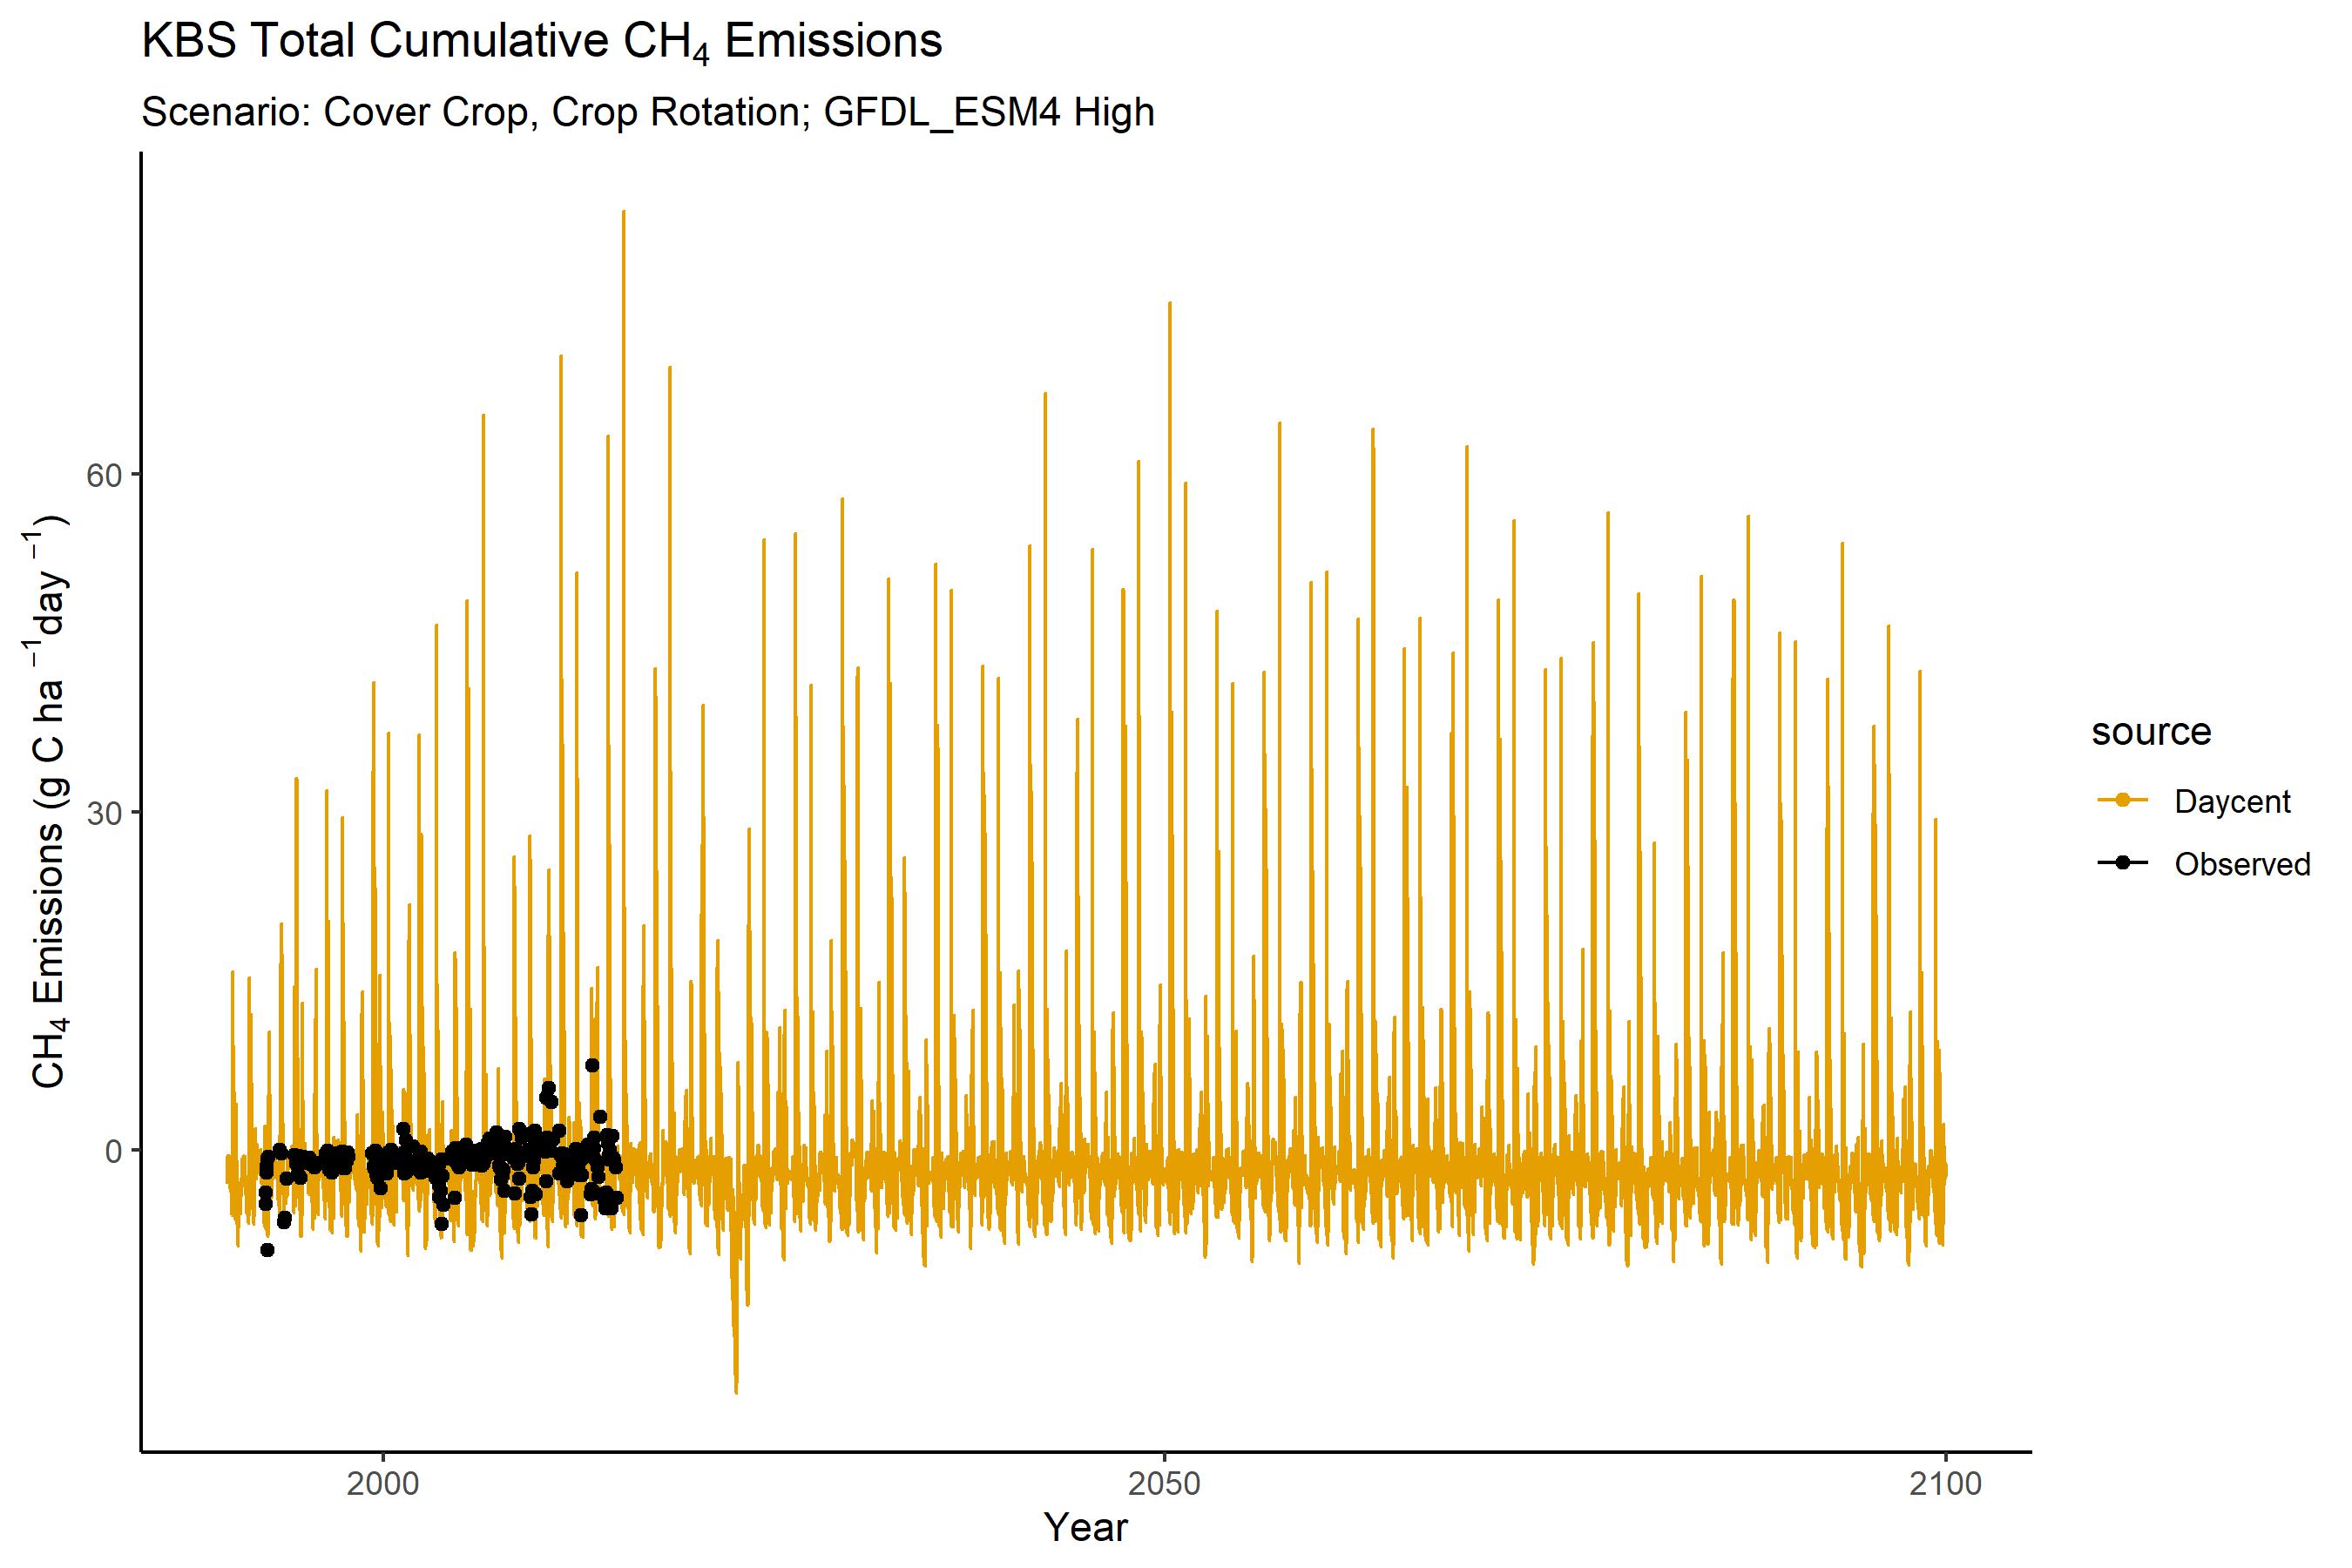 KBS Total Cumulative CH₄ Emissions
Scenario: Cover Crop, Crop Rotation; GFDL_ESM4 High
CH₄ Emissions (g C ha ⁻¹day ⁻¹)
60
30
0
2000
2050
2100
Year
source
Daycent
Observed